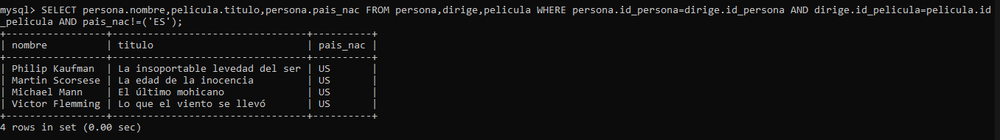 mysql> SELECT persona.nombre,pelicula.titulo,persona.pais_nac FROM persona,dirige,pelicula WHERE persona.id_persona=dirige.id_persona AND dirige.id_pelicula=pelicula.id
_pelicula AND pais_nac!=('ES');
+-----------------+---------------------------------+----------+
| nombre          | titulo                          | pais_nac |
+-----------------+---------------------------------+----------+
| Philip Kaufman  | La insoportable levedad del ser | US       |
| Martin Scorsese | La edad de la inocencia         | US       |
| Michael Mann    | El último mohicano              | US       |
| Victor Flemming | Lo que el viento se llevó       | US       |
+-----------------+---------------------------------+----------+
4 rows in set (0.00 sec)